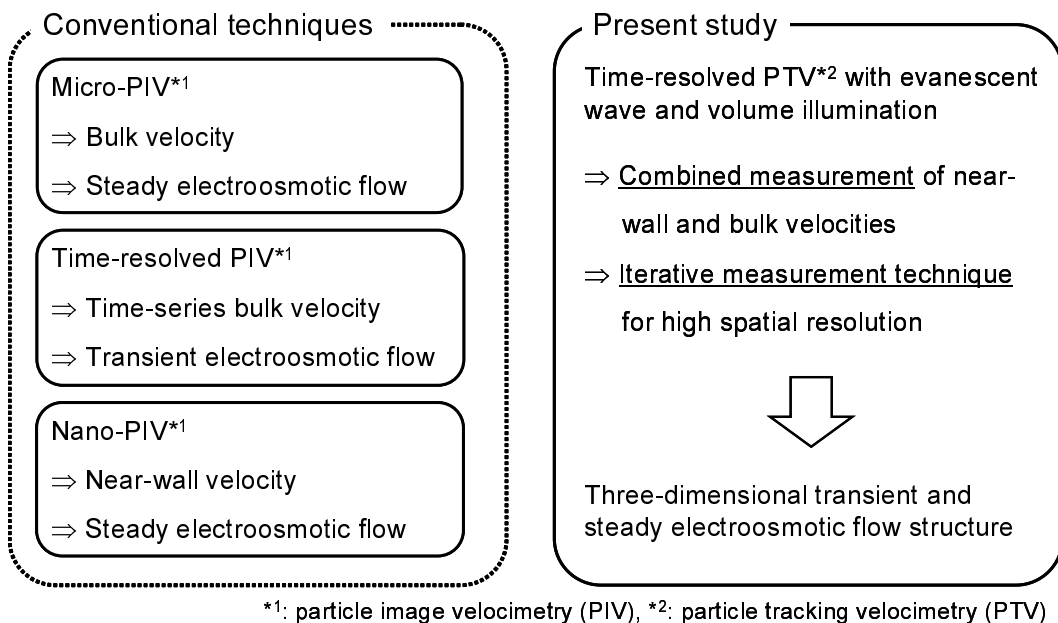 Conventional techniques
Micro-PIV*1
⇒ Bulk velocity
⇒ Steady electroosmotic flow
Time-resolved PIV*1
⇒ Time-series bulk velocity
⇒ Transient electroosmotic flow
Nano-PIV*1
⇒ Near-wall velocity
⇒ Steady electroosmotic flow
Present study
Time-resolved PTV*2 with evanescent
wave and volume illumination
⇒ Combined measurement of near-
wall and bulk velocities
⇒ Iterative measurement technique
for high spatial resolution
Three-dimensional transient and
steady electroosmotic flow structure
*1: particle image velocimetry (PIV), *2: particle tracking velocimetry (PTV)